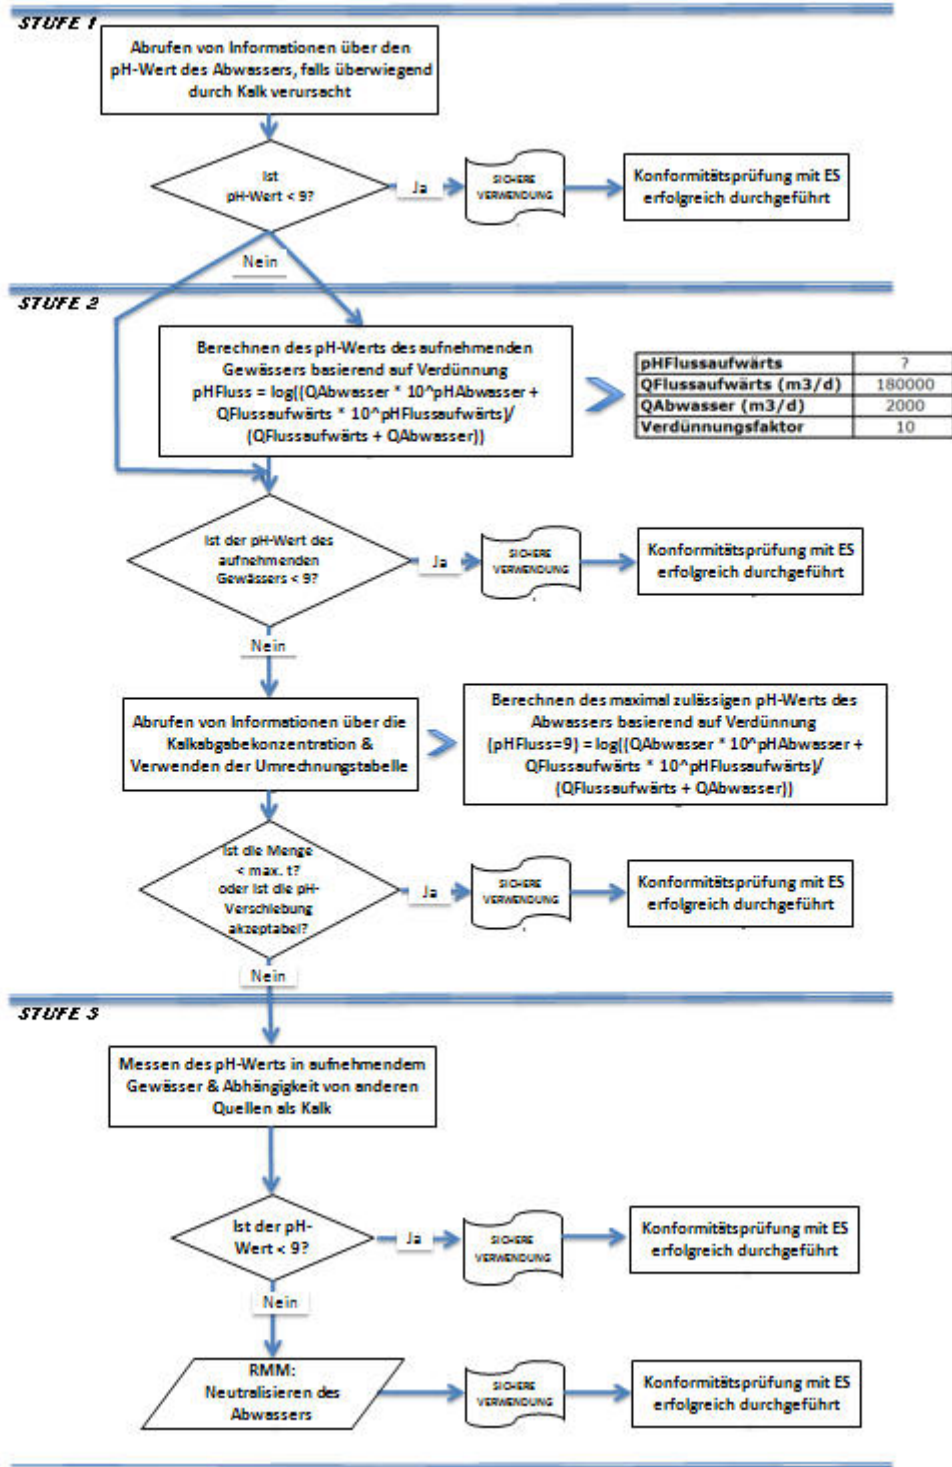 STUFE 1
Abrufen von Informationen über den
pH-Wert des Abwassers, falls überwiegend
durch Kalk verursacht
Ist
pH-Wert < 9?
Ja
SICHERE
VERWENDUNG
Konformitätsprüfung mit ES
erfolgreich durchgeführt
Nein
STUFE 2
Berechnen des pH-Werts des aufnehmenden
Gewässers basierend auf Verdünnung
pHFluss = log((QAbwasser * 10^pHAbwasser +
QFlussaufwärts * 10^pHFlussaufwärts)/
(QFlussaufwärts + QAbwasser))
pHFlussaufwärts ?
QFlussaufwärts (m3/d) 180000
QAbwasser (m3/d) 2000
Verdünnungsfaktor 10
Ist der pH-Wert des
aufnehmenden
Gewässers < 9?
Ja
SICHERE
VERWENDUNG
Konformitätsprüfung mit ES
erfolgreich durchgeführt
Nein
Abrufen von Informationen über die
Kalkabgabekonzentration &
Verwenden der Umrechnungstabelle
Berechnen des maximal zulässigen pH-Werts des
Abwassers basierend auf Verdünnung
(pHFluss=9) = log((QAbwasser * 10^pHAbwasser +
QFlussaufwärts * 10^pHFlussaufwärts)/
(QFlussaufwärts + QAbwasser))
Ist die Menge
< max. t?
oder ist die pH-
Verschiebung
akzeptabel?
Ja
SICHERE
VERWENDUNG
Konformitätsprüfung mit ES
erfolgreich durchgeführt
Nein
STUFE 3
Messen des pH-Werts in aufnehmendem
Gewässer & Abhängigkeit von anderen
Quellen als Kalk
Ist der pH-
Wert < 9?
Ja
SICHERE
VERWENDUNG
Konformitätsprüfung mit ES
erfolgreich durchgeführt
Nein
RMM:
Neutralisieren des
Abwassers
SICHERE
VERWENDUNG
Konformitätsprüfung mit ES
erfolgreich durchgeführt